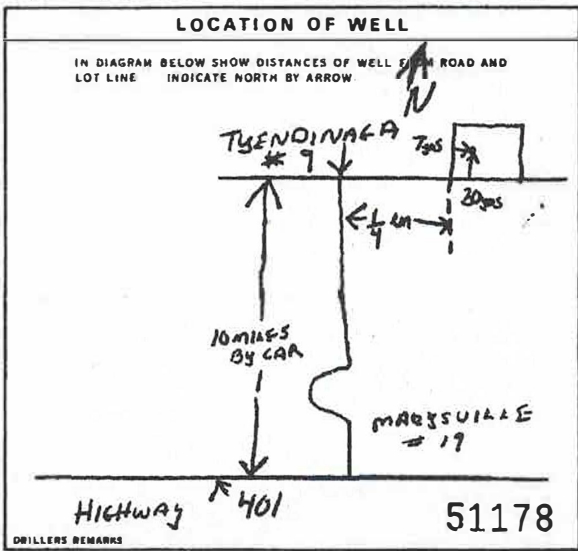 LOCATION OF WELL
IN DIAGRAM BELOW SHOW DISTANCES OF WELL FROM ROAD AND
LOT LINE INDICATE NORTH BY ARROW
N
TYENDINAGA
# 9
7yds
30yds
1/4 m
10 MILES
BY CAR
MARYSVILLE
# 19
HIGHWAY 401
51178
DRILLERS REMARKS